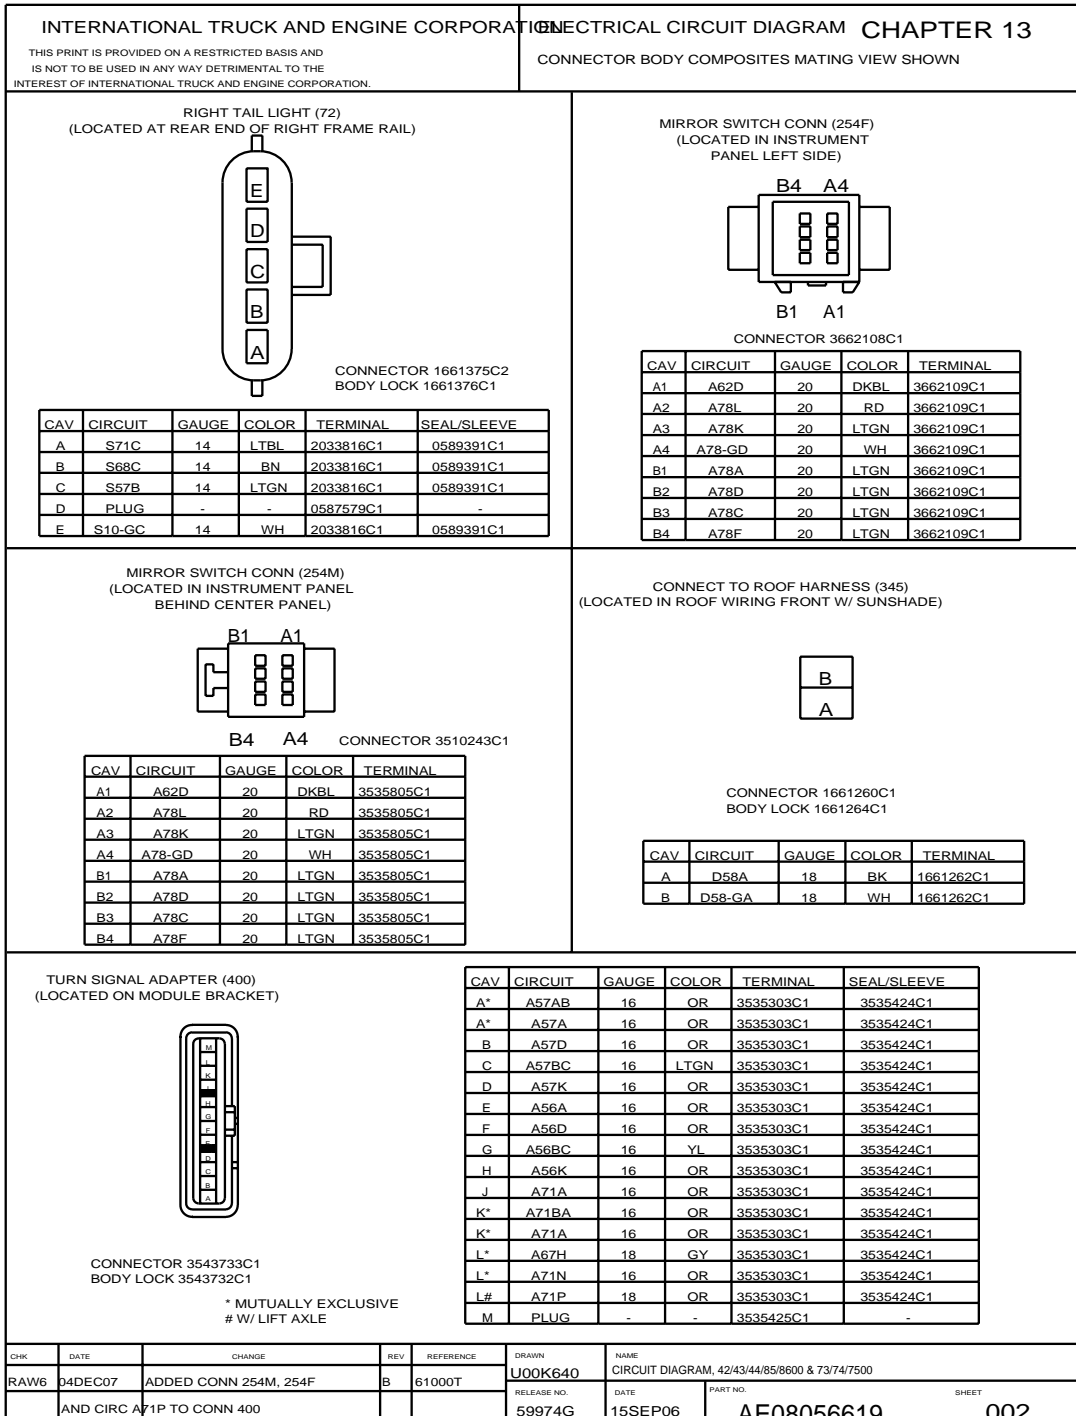 INTERNATIONAL TRUCK AND ENGINE CORPORATION
THIS PRINT IS PROVIDED ON A RESTRICTED BASIS AND
IS NOT TO BE USED IN ANY WAY DETRIMENTAL TO THE
INTEREST OF INTERNATIONAL TRUCK AND ENGINE CORPORATION.
ELECTRICAL CIRCUIT DIAGRAM CHAPTER 13
CONNECTOR BODY COMPOSITES MATING VIEW SHOWN
RIGHT TAIL LIGHT (72)
(LOCATED AT REAR END OF RIGHT FRAME RAIL)
E
D
C
B
A
CONNECTOR 1661375C2
BODY LOCK 1661376C1
CAV CIRCUIT GAUGE COLOR TERMINAL SEAL/SLEEVE
A S71C 14 LTBL 2033816C1 0589391C1
B S68C 14 BN 2033816C1 0589391C1
C S57B 14 LTGN 2033816C1 0589391C1
D PLUG - - 0587579C1 -
E S10-GC 14 WH 2033816C1 0589391C1
MIRROR SWITCH CONN (254F)
(LOCATED IN INSTRUMENT
PANEL LEFT SIDE)
B4 A4
B1 A1
CONNECTOR 3662108C1
CAV CIRCUIT GAUGE COLOR TERMINAL
A1 A62D 20 DKBL 3662109C1
A2 A78L 20 RD 3662109C1
A3 A78K 20 LTGN 3662109C1
A4 A78-GD 20 WH 3662109C1
B1 A78A 20 LTGN 3662109C1
B2 A78D 20 LTGN 3662109C1
B3 A78C 20 LTGN 3662109C1
B4 A78F 20 LTGN 3662109C1
MIRROR SWITCH CONN (254M)
(LOCATED IN INSTRUMENT PANEL
BEHIND CENTER PANEL)
B1 A1
B4 A4
CONNECTOR 3510243C1
CAV CIRCUIT GAUGE COLOR TERMINAL
A1 A62D 20 DKBL 3535805C1
A2 A78L 20 RD 3535805C1
A3 A78K 20 LTGN 3535805C1
A4 A78-GD 20 WH 3535805C1
B1 A78A 20 LTGN 3535805C1
B2 A78D 20 LTGN 3535805C1
B3 A78C 20 LTGN 3535805C1
B4 A78F 20 LTGN 3535805C1
CONNECT TO ROOF HARNESS (345)
(LOCATED IN ROOF WIRING FRONT W/ SUNSHADE)
B
A
CONNECTOR 1661260C1
BODY LOCK 1661264C1
CAV CIRCUIT GAUGE COLOR TERMINAL
A D58A 18 BK 1661262C1
B D58-GA 18 WH 1661262C1
TURN SIGNAL ADAPTER (400)
(LOCATED ON MODULE BRACKET)
M
L
K
J
H
G
F
E
D
C
B
A
CONNECTOR 3543733C1
BODY LOCK 3543732C1
* MUTUALLY EXCLUSIVE
# W/ LIFT AXLE
CAV CIRCUIT GAUGE COLOR TERMINAL SEAL/SLEEVE
A* A57AB 16 OR 3535303C1 3535424C1
A* A57A 16 OR 3535303C1 3535424C1
B A57D 16 OR 3535303C1 3535424C1
C A57BC 16 LTGN 3535303C1 3535424C1
D A57K 16 OR 3535303C1 3535424C1
E A56A 16 OR 3535303C1 3535424C1
F A56D 16 OR 3535303C1 3535424C1
G A56BC 16 YL 3535303C1 3535424C1
H A56K 16 OR 3535303C1 3535424C1
J A71A 16 OR 3535303C1 3535424C1
K* A71BA 16 OR 3535303C1 3535424C1
K* A71A 16 OR 3535303C1 3535424C1
L* A67H 18 GY 3535303C1 3535424C1
L* A71N 16 OR 3535303C1 3535424C1
L# A71P 18 OR 3535303C1 3535424C1
M PLUG - - 3535425C1 -
CHK DATE CHANGE REV REFERENCE
RAW6 04DEC07 ADDED CONN 254M, 254F B 61000T
AND CIRC A71P TO CONN 400
DRAWN
U00K640
NAME
CIRCUIT DIAGRAM, 42/43/44/85/8600 & 73/74/7500
RELEASE NO.
59974G
DATE
15SEP06
PART NO.
AE08056619
SHEET
002